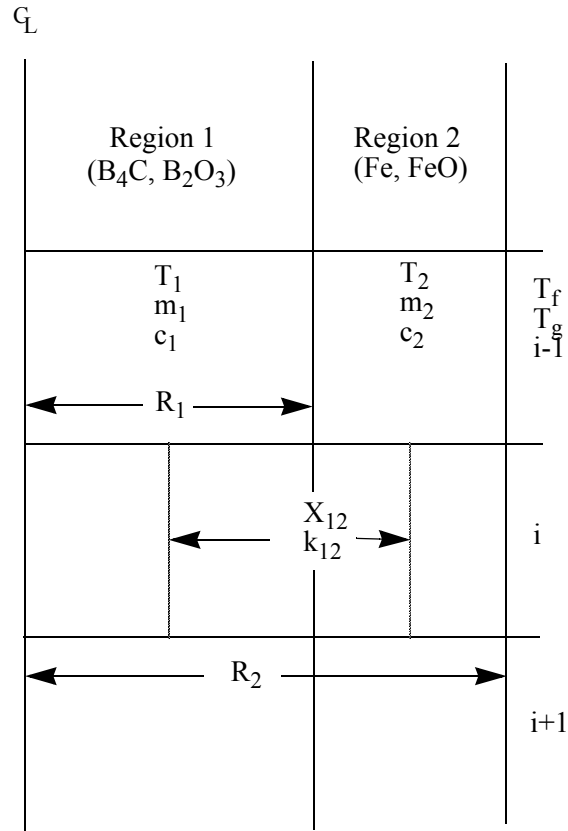 ℄
Region 1
(B₄C, B₂O₃)
Region 2
(Fe, FeO)
T₁
m₁
c₁
T₂
m₂
c₂
T_f
T_g
i-1
R₁
X₁₂
k₁₂
i
R₂
i+1